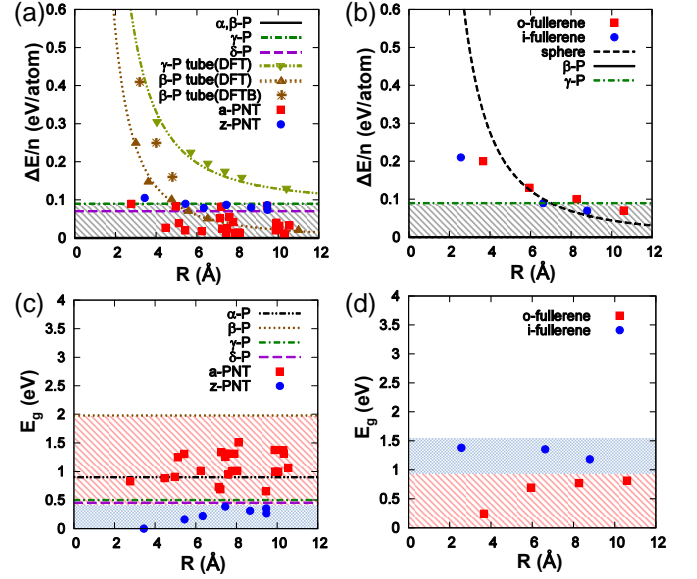 (a)
ΔE/n (eV/atom)
0.6
0.5
0.4
0.3
0.2
0.1
0
α,β-P
γ-P
δ-P
γ-P tube(DFT)
β-P tube(DFT)
β-P tube(DFTB)
a-PNT
z-PNT
0 2 4 6 8 10 12
R (Å)
(b)
ΔE/n (eV/atom)
0.6
0.5
0.4
0.3
0.2
0.1
0
o-fullerene
i-fullerene
sphere
β-P
γ-P
0 2 4 6 8 10 12
R (Å)
(c)
Eg (eV)
4
3.5
3
2.5
2
1.5
1
0.5
0
α-P
β-P
γ-P
δ-P
a-PNT
z-PNT
0 2 4 6 8 10 12
R (Å)
(d)
Eg (eV)
4
3.5
3
2.5
2
1.5
1
0.5
0
o-fullerene
i-fullerene
0 2 4 6 8 10 12
R (Å)